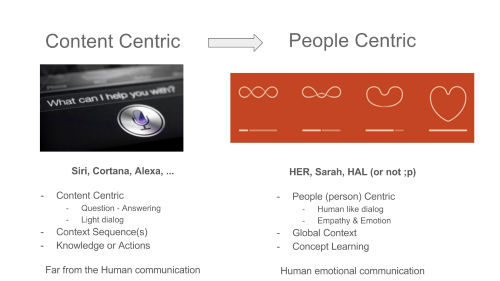 Content Centric
People Centric
What can I help you with?
Siri, Cortana, Alexa, ...
- Content Centric
- Question - Answering
- Light dialog
- Context Sequence(s)
- Knowledge or Actions
Far from the Human communication
HER, Sarah, HAL (or not ;p)
- People (person) Centric
- Human like dialog
- Empathy & Emotion
- Global Context
- Concept Learning
Human emotional communication